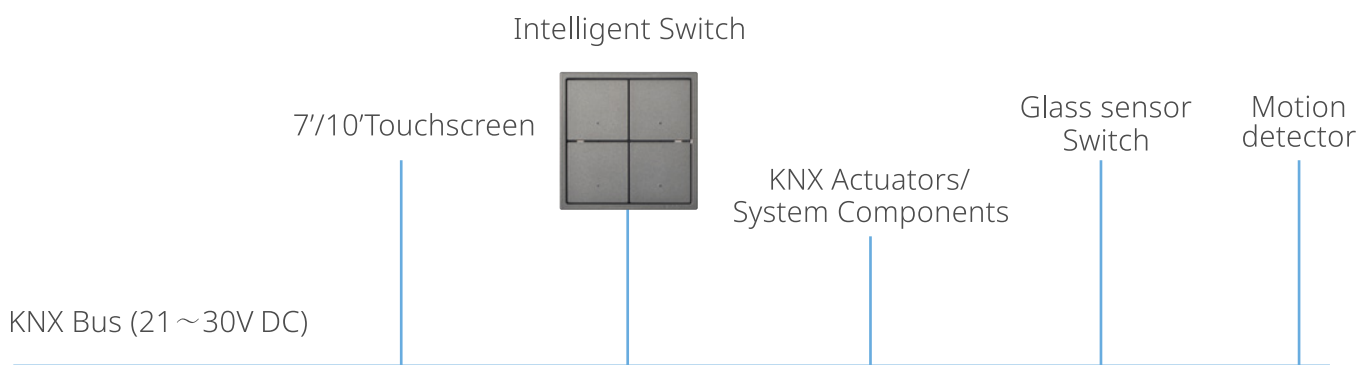 Intelligent Switch
7’/10’Touchscreen
Glass sensor
Switch
Motion
detector
KNX Actuators/
System Components
KNX Bus (21～30V DC)